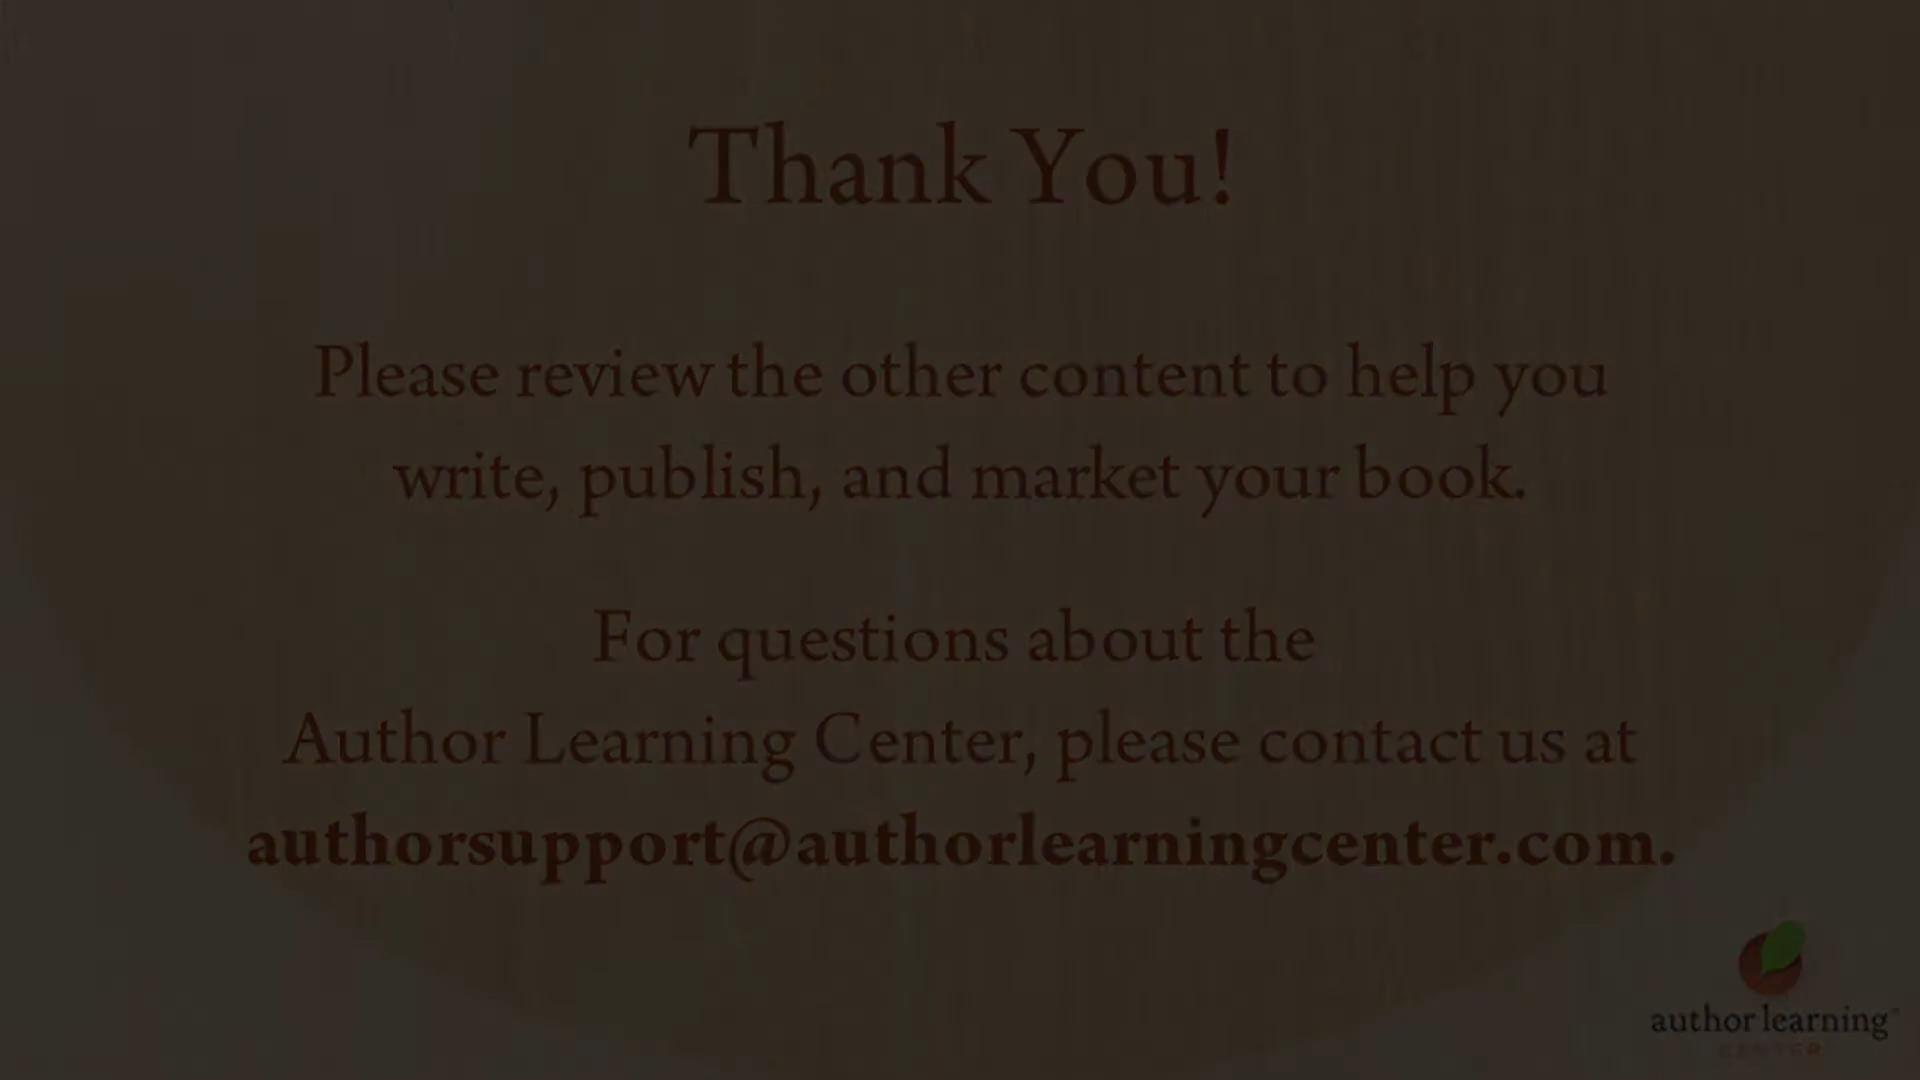 Thank You!
Please review the other content to help you
write, publish, and market your book.
For questions about the
Author Learning Center, please contact us at
authorsupport@authorlearningcenter.com.
author learning
CENTER